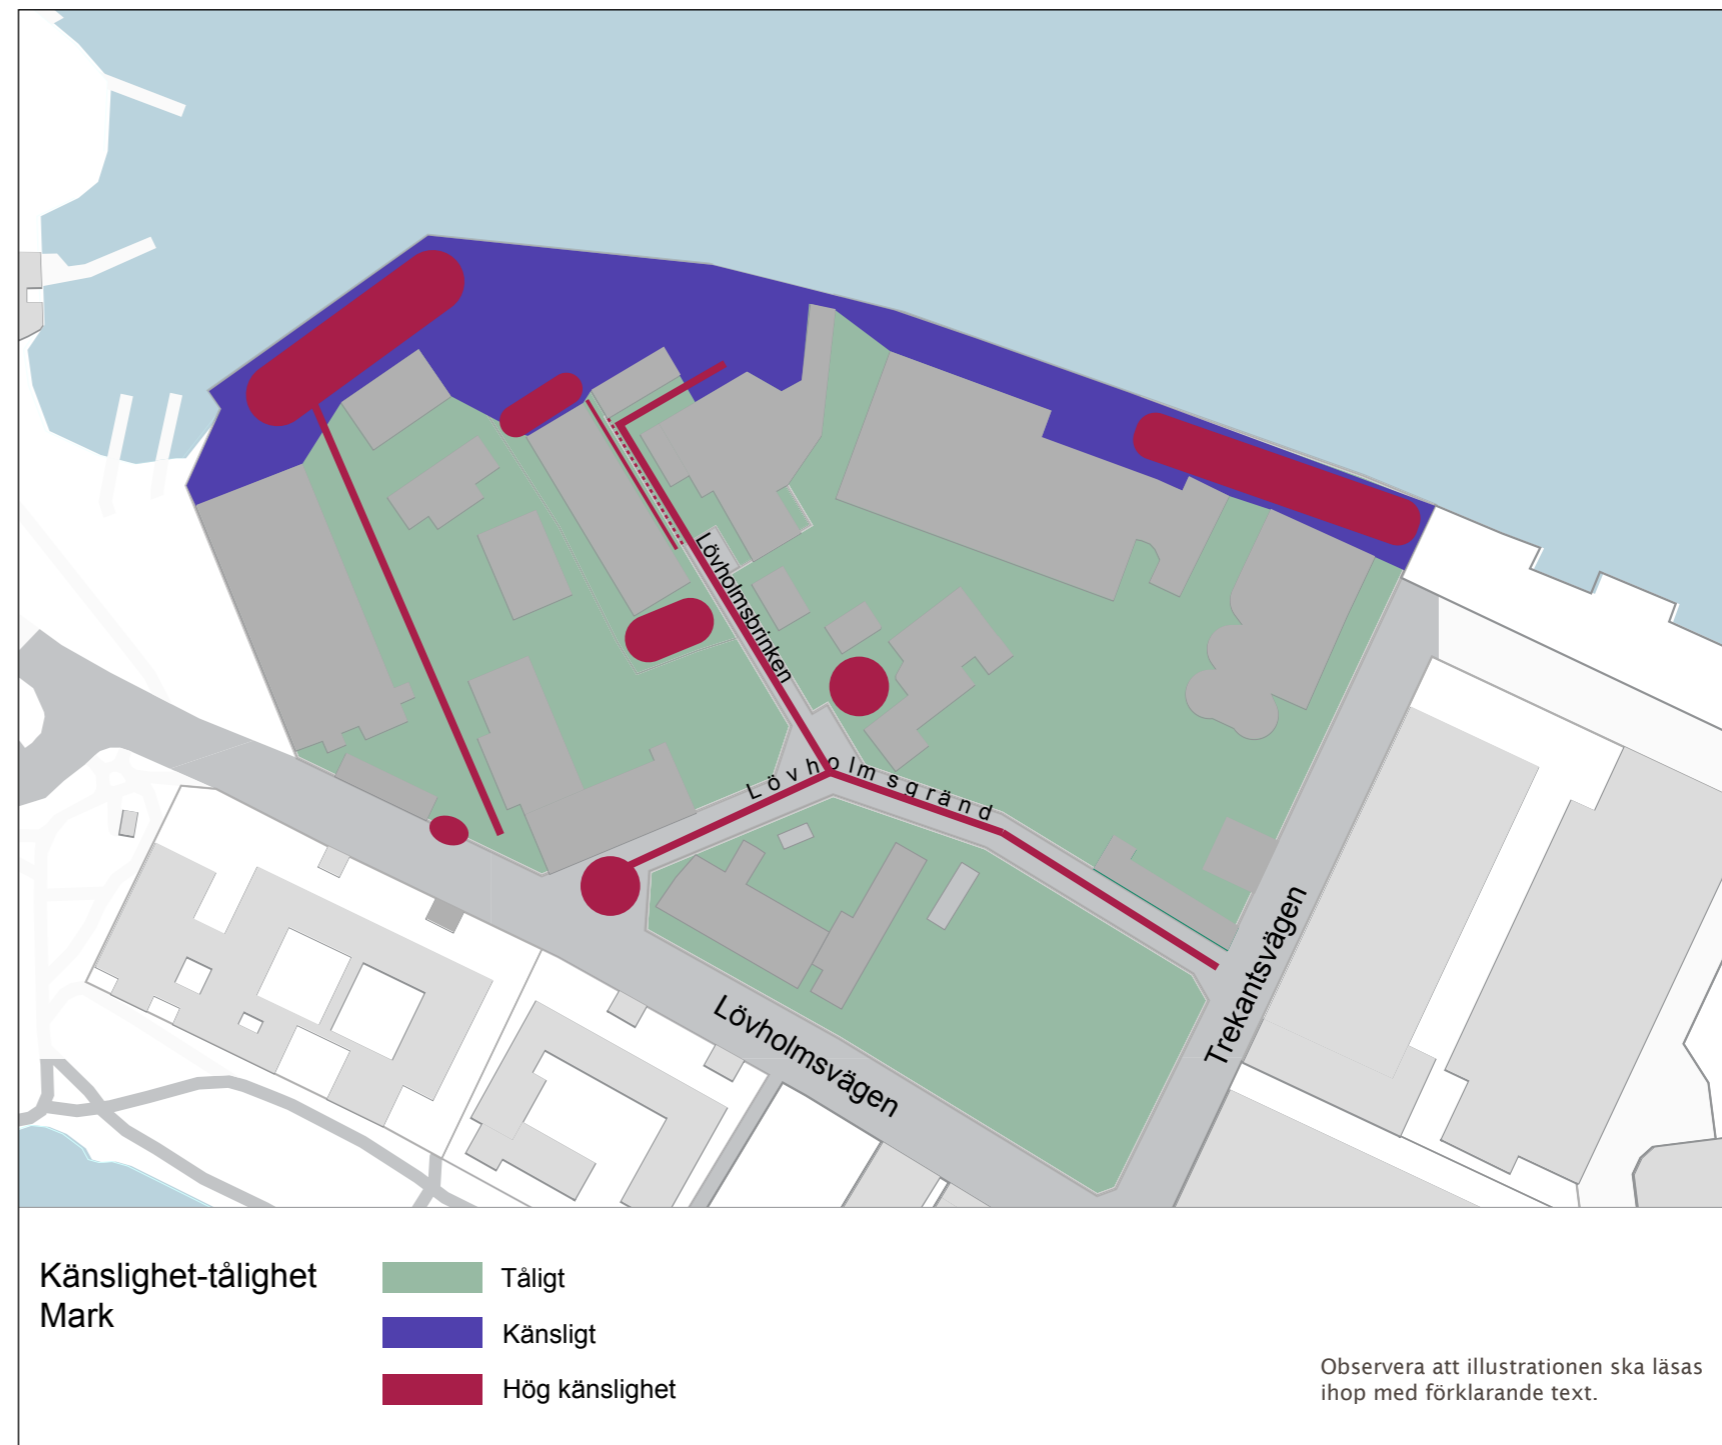 Lövholmsbrinken
Lövholmsgränd
Lövholmsvägen
Trekantsvägen
Känslighet-tålighet
Mark
Tåligt
Känsligt
Hög känslighet
Observera att illustrationen ska läsas
ihop med förklarande text.